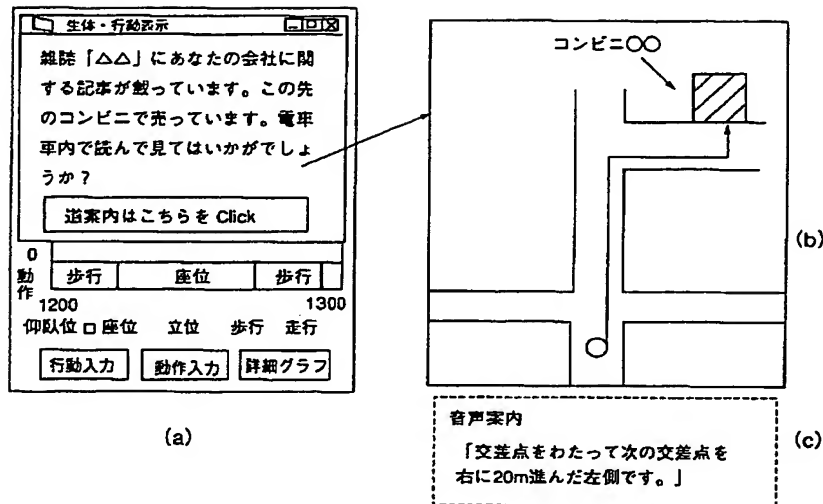 生体・行動表示
雑誌「△△」にあなたの会社に関
する記事が載っています。この先
のコンビニで売っています。電車
車内で読んで見てはいかがでしょ
うか?
道案内はこちらを Click
0
動作
歩行 座位 歩行
1200 1300
仰臥位 座位 立位 歩行 走行
行動入力 動作入力 詳細グラフ
(a)
コンビニ○○
(b)
音声案内
「交差点をわたって次の交差点を
右に20m進んだ左側です。」
(c)